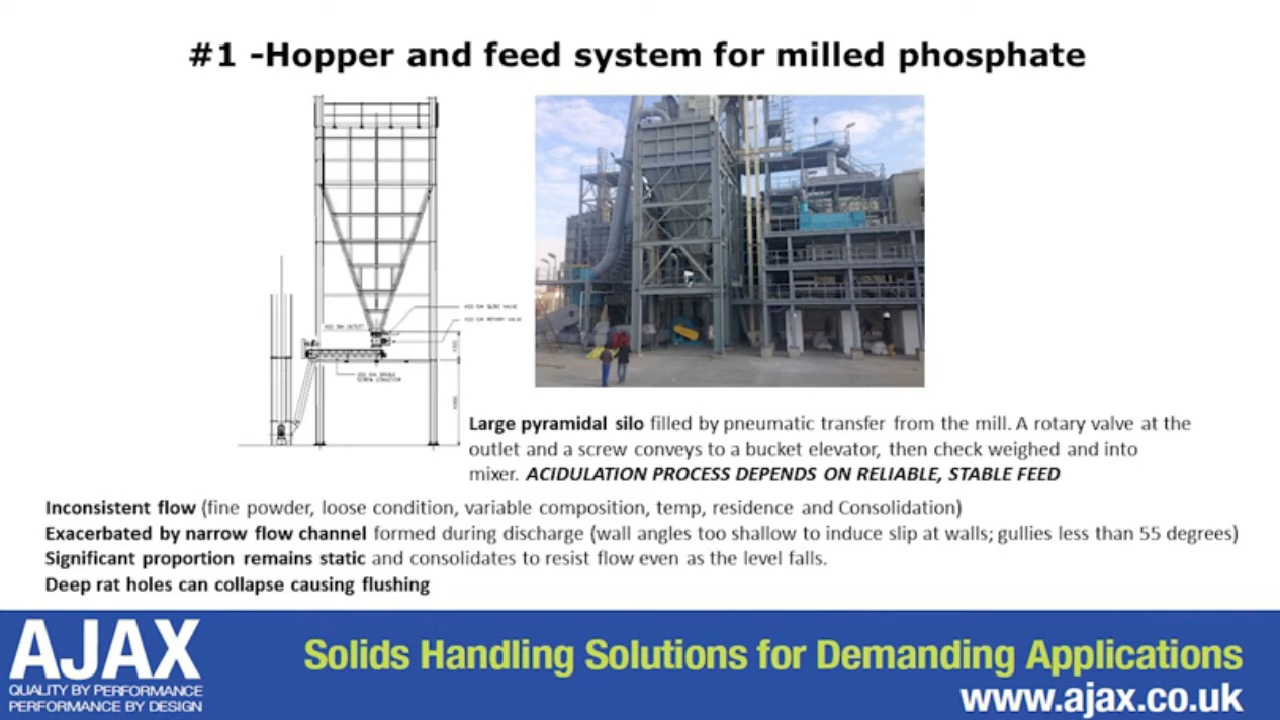 #1 -Hopper and feed system for milled phosphate
Large pyramidal silo filled by pneumatic transfer from the mill. A rotary valve at the
outlet and a screw conveys to a bucket elevator, then check weighed and into
mixer. ACIDULATION PROCESS DEPENDS ON RELIABLE, STABLE FEED
Inconsistent flow (fine powder, loose condition, variable composition, temp, residence and Consolidation)
Exacerbated by narrow flow channel formed during discharge (wall angles too shallow to induce slip at walls; gullies less than 55 degrees)
Significant proportion remains static and consolidates to resist flow even as the level falls.
Deep rat holes can collapse causing flushing
AJAX
QUALITY BY PERFORMANCE
PERFORMANCE BY DESIGN
Solids Handling Solutions for Demanding Applications
www.ajax.co.uk